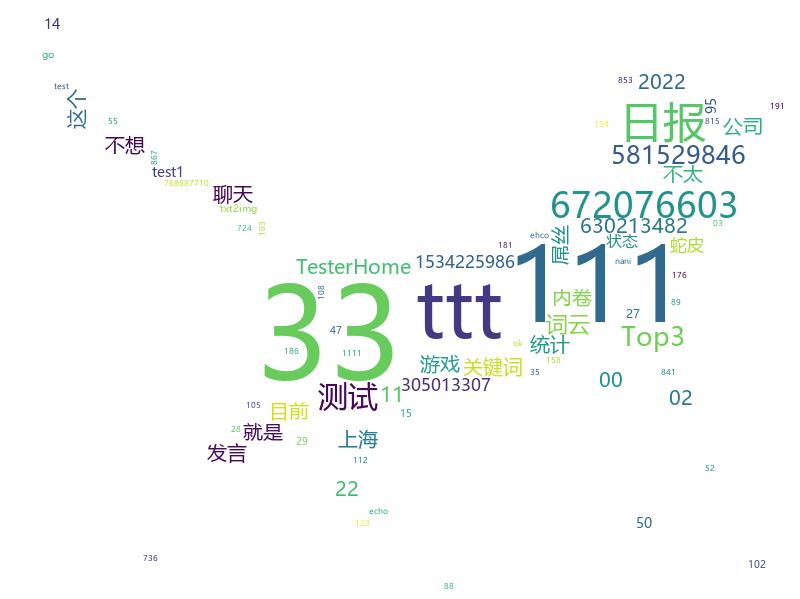 14
go
test
这个
55
不想
867
test1
768887710
聊天
txt2img
724
103
853
2022
95
191
154
日报
815
公司
581529846
不太
672076603
03
630213482
ehco
屌丝
状态
蛇皮
181
nani
TesterHome
1534225986
111
176
33
108
ttt
内卷
89
47
词云
27
Top3
186
1111
ok
统计
游戏
关键词
158
35
841
00
测试
11
305013307
02
105
目前
15
28
就是
29
上海
发言
112
52
22
echo
123
50
736
102
88